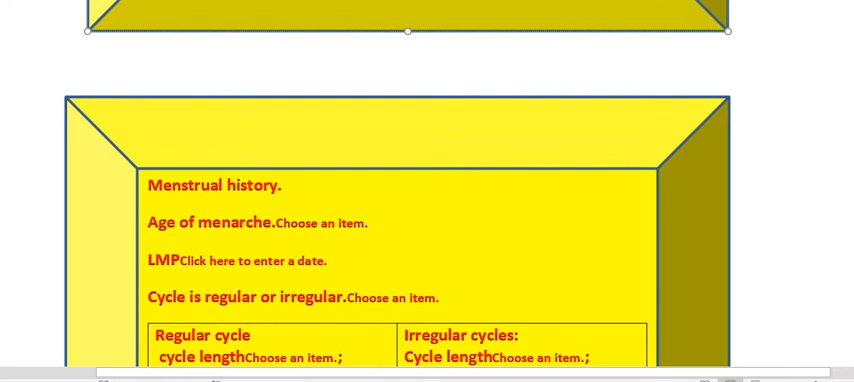 Menstrual history.
Age of menarche.Choose an item.
LMPClick here to enter a date.
Cycle is regular or irregular.Choose an item.
Regular cycle
cycle lengthChoose an item.;
Irregular cycles:
Cycle lengthChoose an item.;